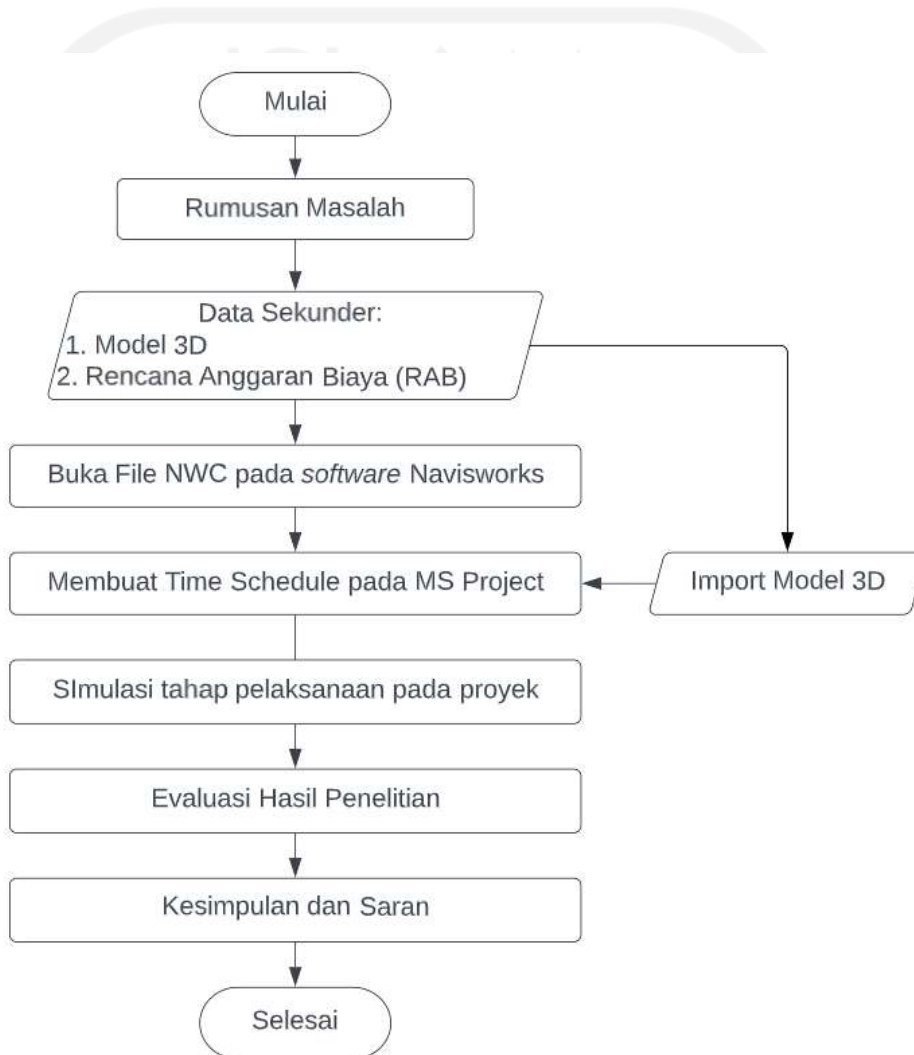 Mulai
Rumusan Masalah
Data Sekunder:
1. Model 3D
2. Rencana Anggaran Biaya (RAB)
Buka File NWC pada software Navisworks
Membuat Time Schedule pada MS Project
Import Model 3D
SImulasi tahap pelaksanaan pada proyek
Evaluasi Hasil Penelitian
Kesimpulan dan Saran
Selesai